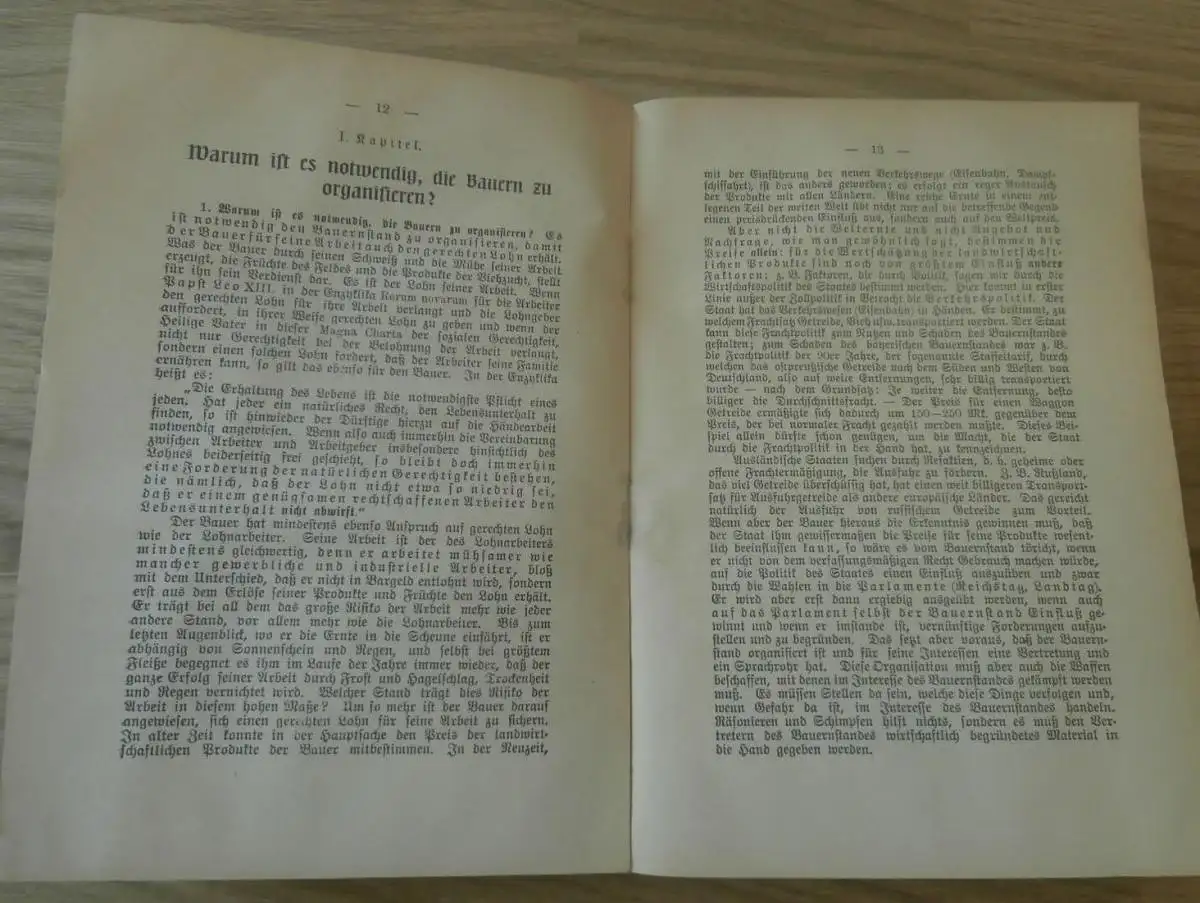 — 12 —
I. Kapitel.
Warum ist es notwendig, die Bauern zu
organisieren?
1. Warum ist es notwendig, die Bauern zu organisieren? Es
ist notwendig den Bauernstand zu organisieren, damit
der Bauer für seine Arbeit auch den gerechten Lohn erhält.
Was der Bauer durch seinen Schweiß und die Mühe seiner Arbeit
erzeugt, die Früchte des Feldes und die Produkte der Viehzucht, stellt
für ihn sein Verdienst dar. Es ist der Lohn seiner Arbeit. Wenn
Papst Leo XIII. in der Enzyklika Rerum novarum für die Arbeiter
den gerechten Lohn für ihre Arbeit verlangt und die Lohngeber
auffordert, in ihrer Weise gerechten Lohn zu geben und wenn der
Heilige Vater in dieser Magna Charta der sozialen Gerechtigkeit,
nicht nur Gerechtigkeit bei der Belohnung der Arbeit verlangt,
sondern einen solchen Lohn fordert, daß der Arbeiter seine Familie
ernähren kann, so gilt das ebenso für den Bauer. In der Enzyklika
heißt es:
„Die Erhaltung des Lebens ist die notwendigste Pflicht eines
jeden. Hat jeder ein natürliches Recht, den Lebensunterhalt zu
finden, so ist hinwieder der Dürftige hierzu auf die Händearbeit
notwendig angewiesen. Wenn also auch immerhin die Vereinbarung
zwischen Arbeiter und Arbeitgeber insbesondere hinsichtlich des
Lohnes beiderseitig frei geschieht, so bleibt doch immerhin
eine Forderung der natürlichen Gerechtigkeit bestehen,
die nämlich, daß der Lohn nicht etwa so niedrig sei,
daß er einem genügsamen rechtschaffenen Arbeiter den
Lebensunterhalt nicht abwirft.“
Der Bauer hat mindestens ebenso Anspruch auf gerechten Lohn
wie der Lohnarbeiter. Seine Arbeit ist der des Lohnarbeiters
mindestens gleichwertig, denn er arbeitet mühsamer wie
mancher gewerbliche und industrielle Arbeiter, bloß
mit dem Unterschied, daß er nicht in Bargeld entlohnt wird, sondern
erst aus dem Erlöse seiner Produkte und Früchte den Lohn erhält.
Er trägt bei all dem das große Risiko der Arbeit mehr wie jeder
andere Stand, vor allem mehr wie die Lohnarbeiter. Bis zum
letzten Augenblick, wo er die Ernte in die Scheune einfährt, ist er
abhängig von Sonnenschein und Regen, und selbst bei größtem
Fleiße begegnet es ihm im Laufe der Jahre immer wieder, daß der
ganze Erfolg seiner Arbeit durch Frost und Hagelschlag, Trockenheit
und Regen vernichtet wird. Welcher Stand trägt dies Risiko der
Arbeit in diesem hohen Maße? Um so mehr ist der Bauer darauf
angewiesen, sich einen gerechten Lohn für seine Arbeit zu sichern.
In alter Zeit konnte in der Hauptsache den Preis der landwirt-
schaftlichen Produkte der Bauer mitbestimmen. In der Neuzeit,
— 13 —
mit der Einführung der neuen Verkehrswege (Eisenbahn, Dampf-
schiffahrt), ist das anders geworden; es erfolgt ein reger Austausch
der Produkte mit allen Ländern. Eine reiche Ernte in einem ent-
legenen Teil der weiten Welt übt nicht nur auf die betreffende Gegend
einen preisdrückenden Einfluß aus, sondern auch auf den Weltpreis.
Aber nicht die Welternte und nicht Angebot und
Nachfrage, wie man gewöhnlich sagt, bestimmen die
Preise allein; für die Wertschätzung der landwirtschaft-
lichen Produkte sind noch von größtem Einfluß andere
Faktoren; z. B. Faktoren, die durch Politik, sagen wir durch die
Wirtschaftspolitik des Staates bestimmt werden. Hier kommt in erster
Linie außer der Zollpolitik in Betracht die Verkehrspolitik. Der
Staat hat das Verkehrswesen (Eisenbahn) in Händen. Er bestimmt, zu
welchem Frachtsatz Getreide, Vieh usw. transportiert werden. Der Staat
kann diese Frachtpolitik zum Nutzen und Schaden des Bauernstandes
gestalten; zum Schaden des bayerischen Bauernstandes war z. B.
die Frachtpolitik der 90er Jahre, der sogenannte Staffeltarif, durch
welchen das ostpreußische Getreide nach dem Süden und Westen von
Deutschland, also auf weite Entfernungen, sehr billig transportiert
wurde — nach dem Grundsatz: Je weiter die Entfernung, desto
billiger die Durchschnittsfracht. — Der Preis für einen Waggon
Getreide ermäßigte sich dadurch um 150—250 Mk. gegenüber dem
Preis, der bei normaler Fracht gezahlt werden mußte. Dieses Bei-
spiel allein dürfte schon genügen, um die Macht, die der Staat
durch die Frachtpolitik in der Hand hat, zu kennzeichnen.
Ausländische Staaten suchen durch Refaktien, d. h. geheime oder
offene Frachtermäßigung, die Ausfuhr zu fördern. Z. B. Rußland,
das viel Getreide überschüssig hat, hat einen weit billigeren Transport-
satz für Ausfuhrgetreide als andere europäische Länder. Das gereicht
natürlich der Ausfuhr von russischem Getreide zum Vorteil.
Wenn aber der Bauer hieraus die Erkenntnis gewinnen muß, daß
der Staat ihm gewissermaßen die Preise für seine Produkte wesent-
lich beeinflussen kann, so wäre es vom Bauernstand töricht, wenn
er nicht von dem verfassungsmäßigen Recht Gebrauch machen würde,
auf die Politik des Staates einen Einfluß auszuüben und zwar
durch die Wahlen in die Parlamente (Reichstag, Landtag).
Er wird aber erst dann ergiebig ausgeübt werden, wenn auch
auf das Parlament selbst der Bauernstand Einfluß ge-
winnt und wenn er imstande ist, vernünftige Forderungen aufzu-
stellen und zu begründen. Das setzt aber voraus, daß der Bauern-
stand organisiert ist und für seine Interessen eine Vertretung und
ein Sprachrohr hat. Diese Organisation muß aber auch die Waffen
beschaffen, mit denen im Interesse des Bauernstandes gekämpft werden
muß. Es müssen Stellen da sein, welche diese Dinge verfolgen und,
wenn Gefahr da ist, im Interesse des Bauernstandes handeln.
Räsonieren und Schimpfen hilft nichts, sondern es muß den Ver-
tretern des Bauernstandes wirtschaftlich begründetes Material in
die Hand gegeben werden.